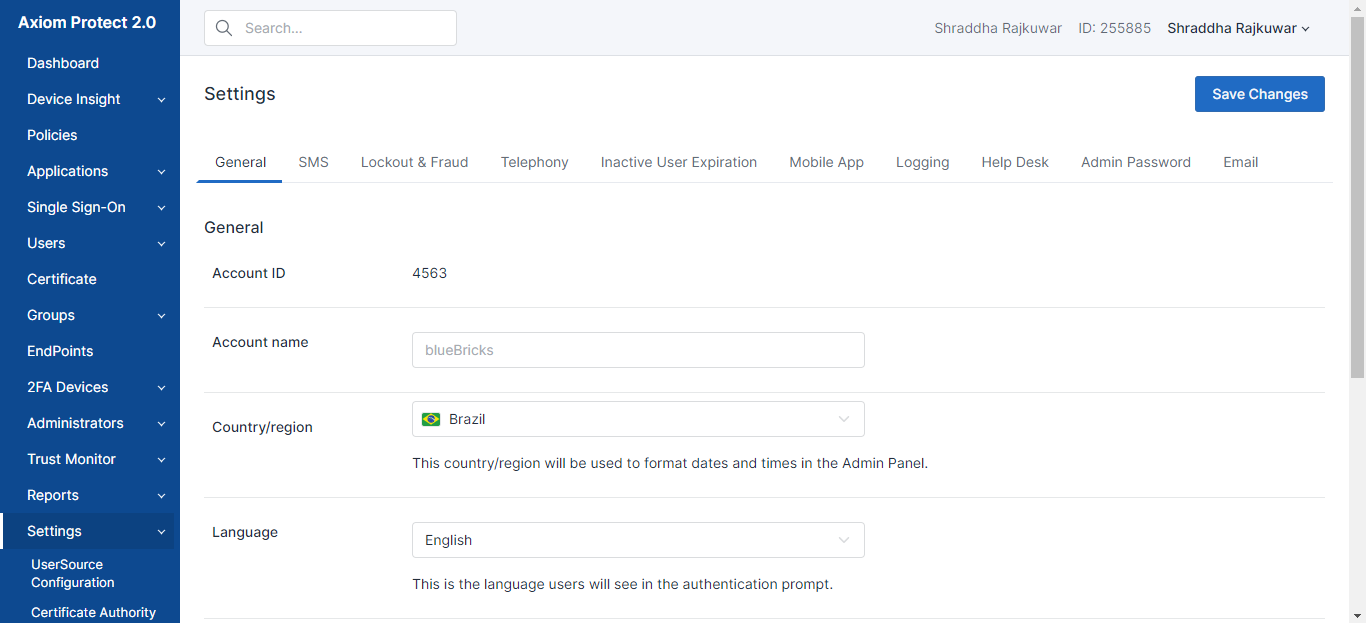 Axiom Protect 2.0
Search...
Shraddha Rajkuwar ID: 255885 Shraddha Rajkuwar
Dashboard
Device Insight
Policies
Applications
Single Sign-On
Users
Certificate
Groups
EndPoints
2FA Devices
Administrators
Trust Monitor
Reports
Settings
UserSource
Configuration
Certificate Authority
Settings
Save Changes
General SMS Lockout & Fraud Telephony Inactive User Expiration Mobile App Logging Help Desk Admin Password Email
General
Account ID 4563
Account name blueBricks
Country/region Brazil
This country/region will be used to format dates and times in the Admin Panel.
Language English
This is the language users will see in the authentication prompt.